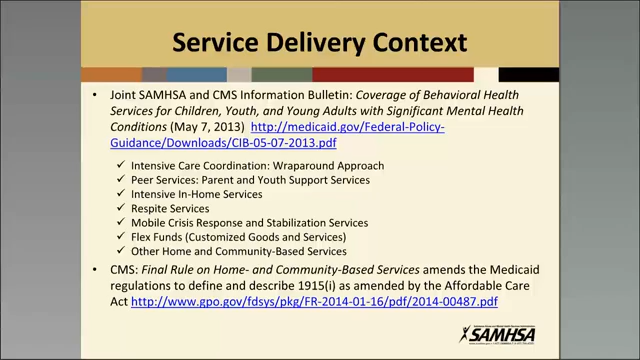 Service Delivery Context
• Joint SAMHSA and CMS Information Bulletin: Coverage of Behavioral Health
Services for Children, Youth, and Young Adults with Significant Mental Health
Conditions (May 7, 2013) http://medicaid.gov/Federal-Policy-
Guidance/Downloads/CIB-05-07-2013.pdf
✓ Intensive Care Coordination: Wraparound Approach
✓ Peer Services: Parent and Youth Support Services
✓ Intensive In-Home Services
✓ Respite Services
✓ Mobile Crisis Response and Stabilization Services
✓ Flex Funds (Customized Goods and Services)
✓ Other Home and Community-Based Services
• CMS: Final Rule on Home- and Community-Based Services amends the Medicaid
regulations to define and describe 1915(i) as amended by the Affordable Care
Act http://www.gpo.gov/fdsys/pkg/FR-2014-01-16/pdf/2014-00487.pdf
SAMHSA